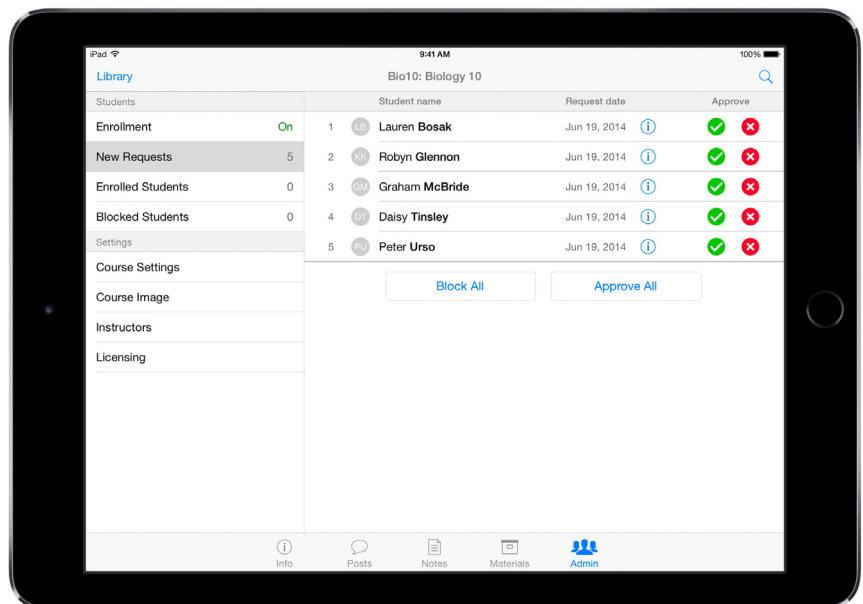 iPad 9:41 AM 100%
Library Bio10: Biology 10
Students Student name Request date Approve
Enrollment On 1 LB Lauren Bosak Jun 19, 2014
New Requests 5 2 KK Robyn Glennon Jun 19, 2014
Enrolled Students 0 3 GM Graham McBride Jun 19, 2014
Blocked Students 0 4 DT Daisy Tinsley Jun 19, 2014
Settings 5 PU Peter Urso Jun 19, 2014
Course Settings
Block All Approve All
Course Image
Instructors
Licensing
Info Posts Notes Materials Admin